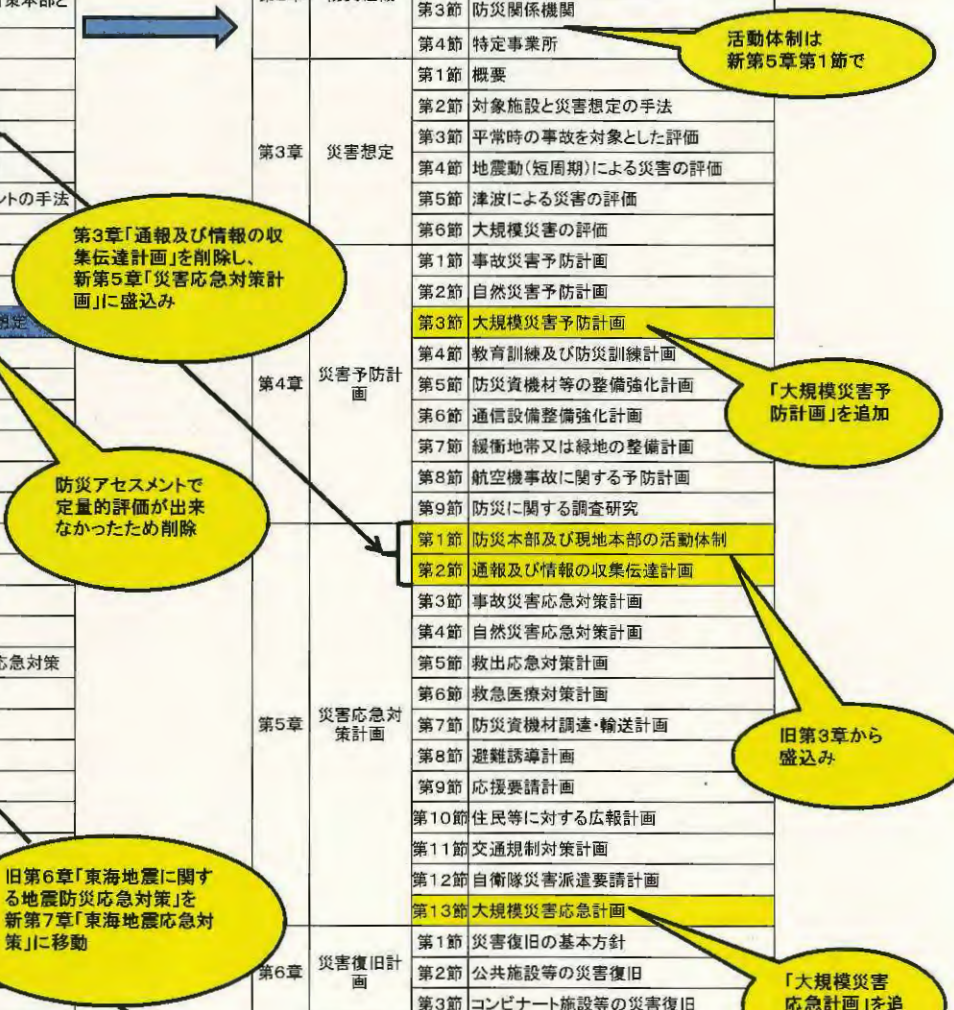 第3節 防災関係機関
第4節 特定事業所
活動体制は
新第5章第1節で
第3章 災害想定
第1節 概要
第2節 対象施設と災害想定の手法
第3節 平常時の事故を対象とした評価
第4節 地震動(短周期)による災害の評価
第5節 津波による災害の評価
第6節 大規模災害の評価
ントの手法
第3章「通報及び情報の収
集伝達計画」を削除し、
新第5章「災害応急対策計
画」に盛込み
想定
第4章 災害予防計
画
第1節 事故災害予防計画
第2節 自然災害予防計画
第3節 大規模災害予防計画
第4節 教育訓練及び防災訓練計画
第5節 防災資機材等の整備強化計画
第6節 通信設備整備強化計画
第7節 緩衝地帯又は緑地の整備計画
第8節 航空機事故に関する予防計画
第9節 防災に関する調査研究
「大規模災害予
防計画」を追加
防災アセスメントで
定量的評価が出来
なかったため削除
第5章 災害応急対
策計画
第1節 防災本部及び現地本部の活動体制
第2節 通報及び情報の収集伝達計画
第3節 事故災害応急対策計画
第4節 自然災害応急対策計画
第5節 救出応急対策計画
第6節 救急医療対策計画
第7節 防災資機材調達・輸送計画
第8節 避難誘導計画
第9節 応援要請計画
第10節 住民等に対する広報計画
第11節 交通規制対策計画
第12節 自衛隊災害派遣要請計画
第13節 大規模災害応急計画
応急対策
旧第3章から
盛込み
旧第6章「東海地震に関す
る地震防災応急対策」を
新第7章「東海地震応急対
策」に移動
第6章 災害復旧計
画
第1節 災害復旧の基本方針
第2節 公共施設等の災害復旧
第3節 コンビナート施設等の災害復旧
「大規模災害
応急計画」を追